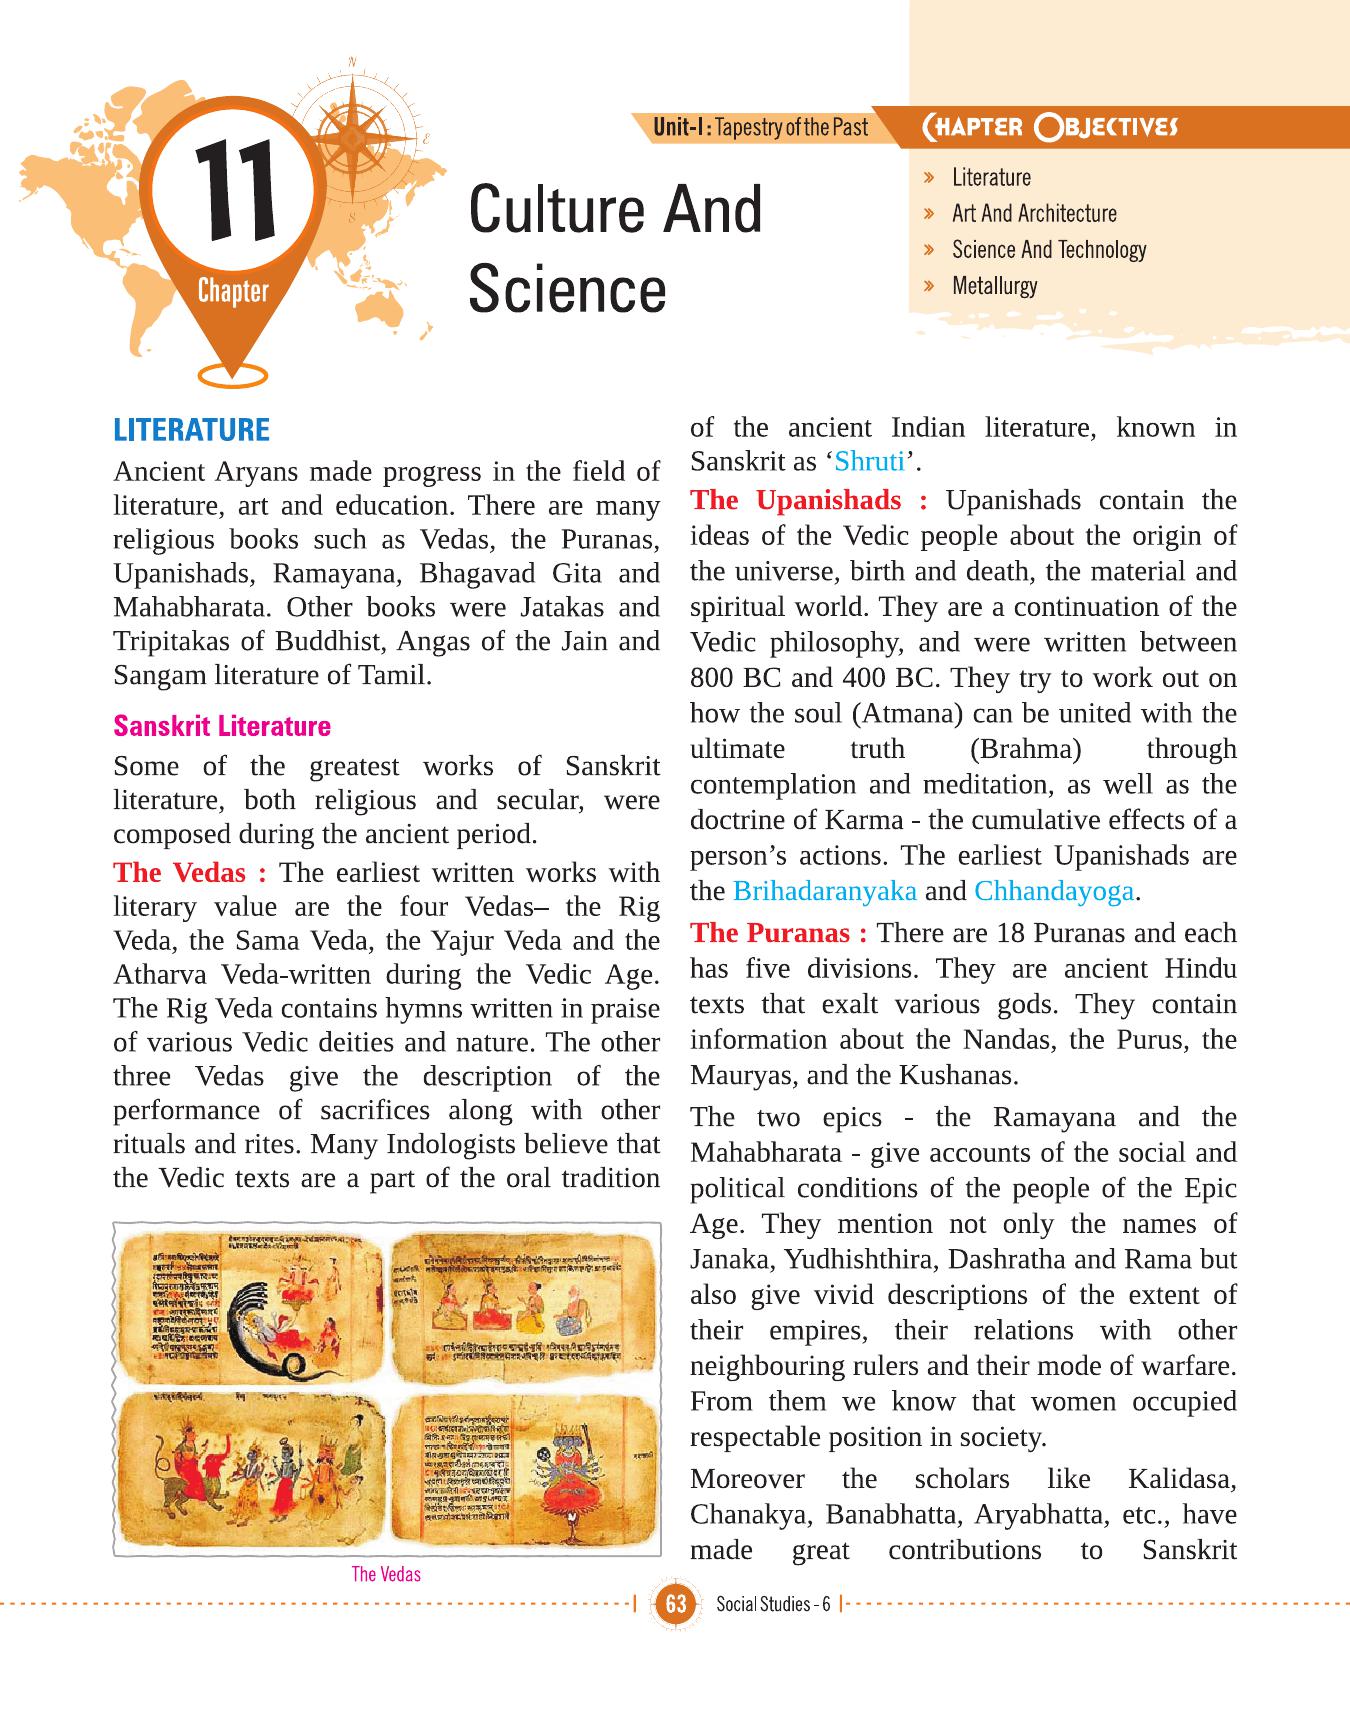 11
Chapter
N
E
S
Unit-I : Tapestry of the Past
CHAPTER OBJECTIVES
» Literature
» Art And Architecture
» Science And Technology
» Metallurgy
Culture And
Science
LITERATURE
Ancient Aryans made progress in the field of
literature, art and education. There are many
religious books such as Vedas, the Puranas,
Upanishads, Ramayana, Bhagavad Gita and
Mahabharata. Other books were Jatakas and
Tripitakas of Buddhist, Angas of the Jain and
Sangam literature of Tamil.
Sanskrit Literature
Some of the greatest works of Sanskrit
literature, both religious and secular, were
composed during the ancient period.
The Vedas : The earliest written works with
literary value are the four Vedas– the Rig
Veda, the Sama Veda, the Yajur Veda and the
Atharva Veda-written during the Vedic Age.
The Rig Veda contains hymns written in praise
of various Vedic deities and nature. The other
three Vedas give the description of the
performance of sacrifices along with other
rituals and rites. Many Indologists believe that
the Vedic texts are a part of the oral tradition
The Vedas
of the ancient Indian literature, known in
Sanskrit as ‘Shruti’.
The Upanishads : Upanishads contain the
ideas of the Vedic people about the origin of
the universe, birth and death, the material and
spiritual world. They are a continuation of the
Vedic philosophy, and were written between
800 BC and 400 BC. They try to work out on
how the soul (Atmana) can be united with the
ultimate truth (Brahma) through
contemplation and meditation, as well as the
doctrine of Karma - the cumulative effects of a
person’s actions. The earliest Upanishads are
the Brihadaranyaka and Chhandayoga.
The Puranas : There are 18 Puranas and each
has five divisions. They are ancient Hindu
texts that exalt various gods. They contain
information about the Nandas, the Purus, the
Mauryas, and the Kushanas.
The two epics - the Ramayana and the
Mahabharata - give accounts of the social and
political conditions of the people of the Epic
Age. They mention not only the names of
Janaka, Yudhishthira, Dashratha and Rama but
also give vivid descriptions of the extent of
their empires, their relations with other
neighbouring rulers and their mode of warfare.
From them we know that women occupied
respectable position in society.
Moreover the scholars like Kalidasa,
Chanakya, Banabhatta, Aryabhatta, etc., have
made great contributions to Sanskrit
63 Social Studies - 6